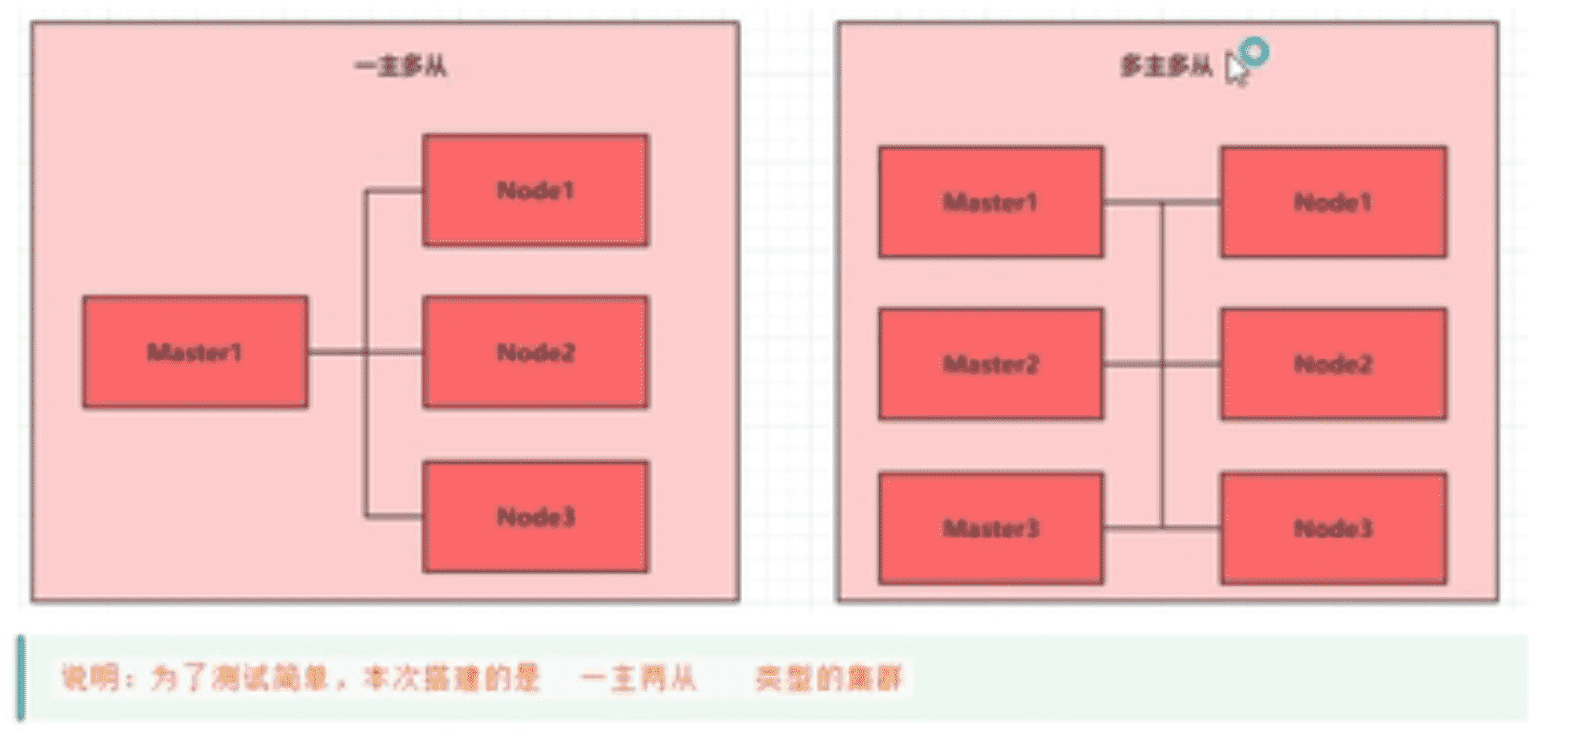 一主多从
Node1
Master1
Node2
Node3
多主多从
Master1
Node1
Master2
Node2
Master3
Node3
说明：为了测试简单，本次搭建的是 一主两从 类型的集群